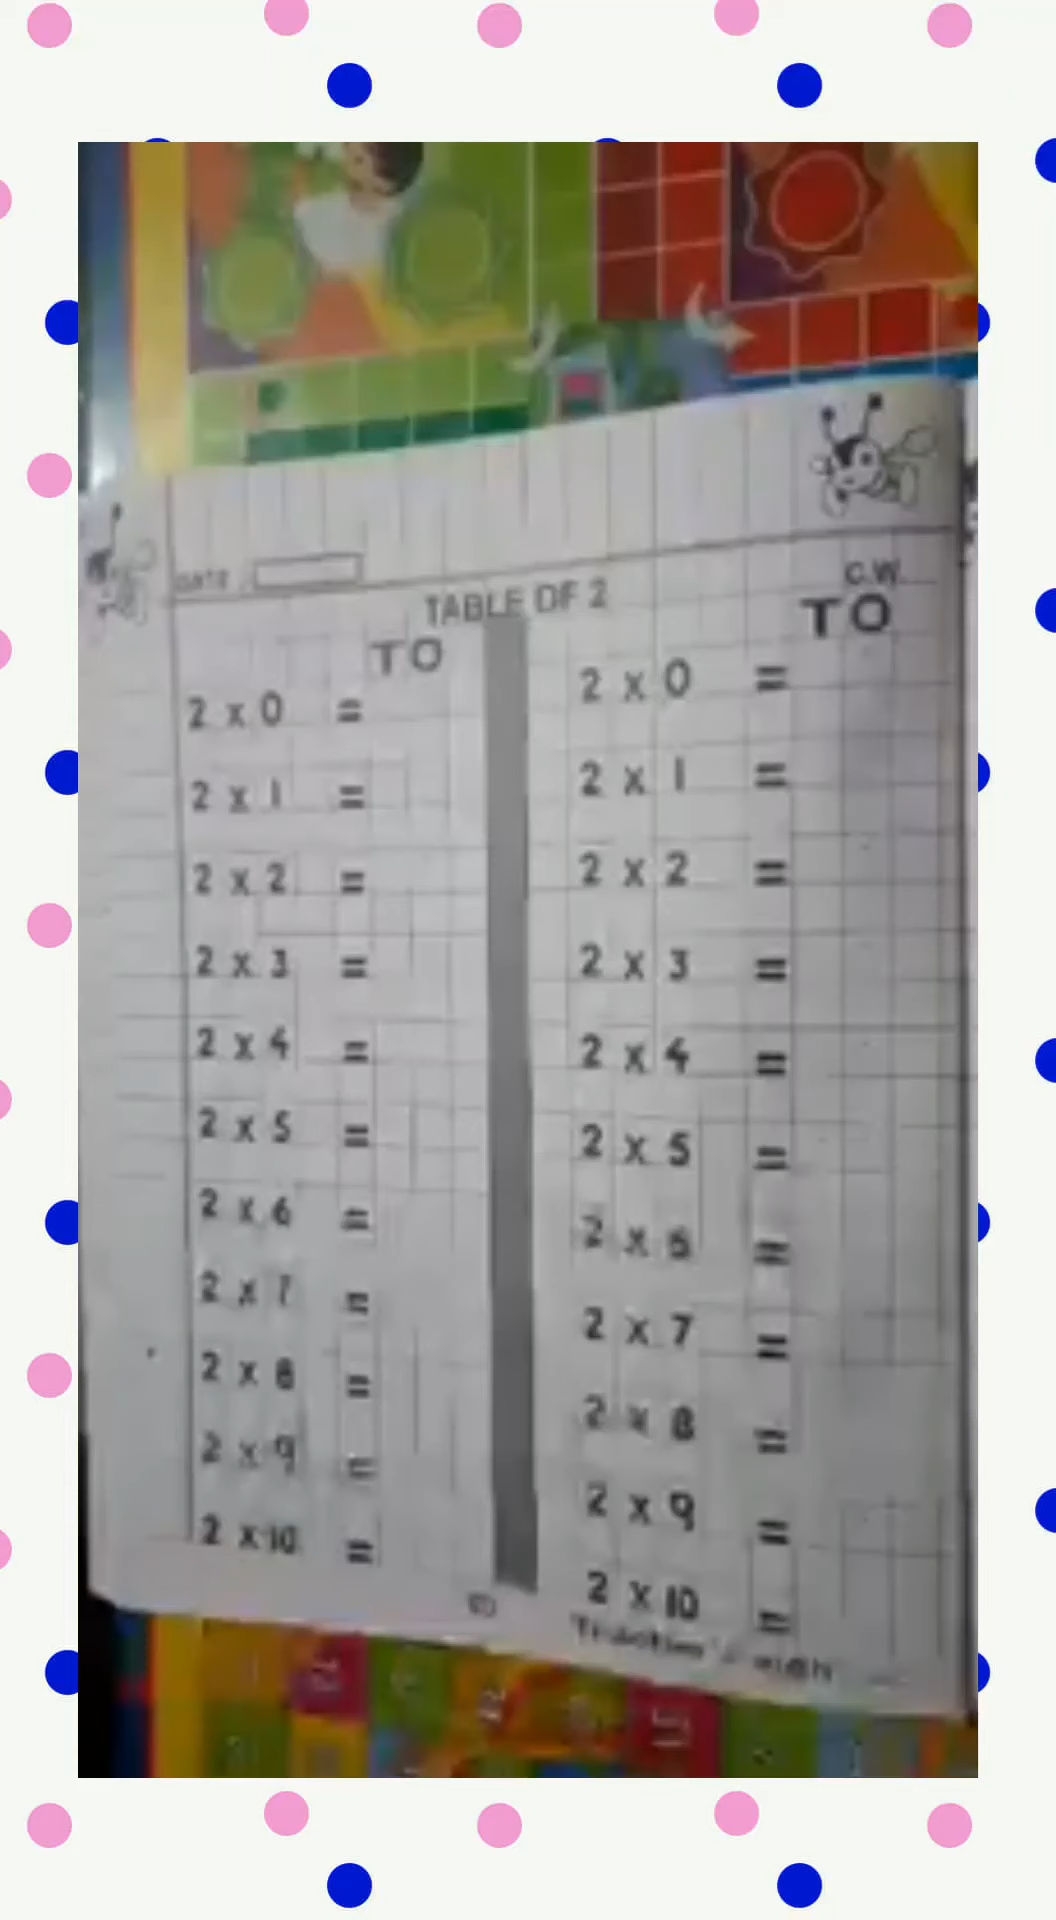 DATE :
C.W.
TABLE OF 2
T O
T O
2 x 0 =
2 x 1 =
2 x 2 =
2 x 3 =
2 x 4 =
2 x 5 =
2 x 6 =
2 x 7 =
2 x 8 =
2 x 9 =
2 x 10 =
2 x 0 =
2 x 1 =
2 x 2 =
2 x 3 =
2 x 4 =
2 x 5 =
2 x 6 =
2 x 7 =
2 x 8 =
2 x 9 =
2 x 10 =